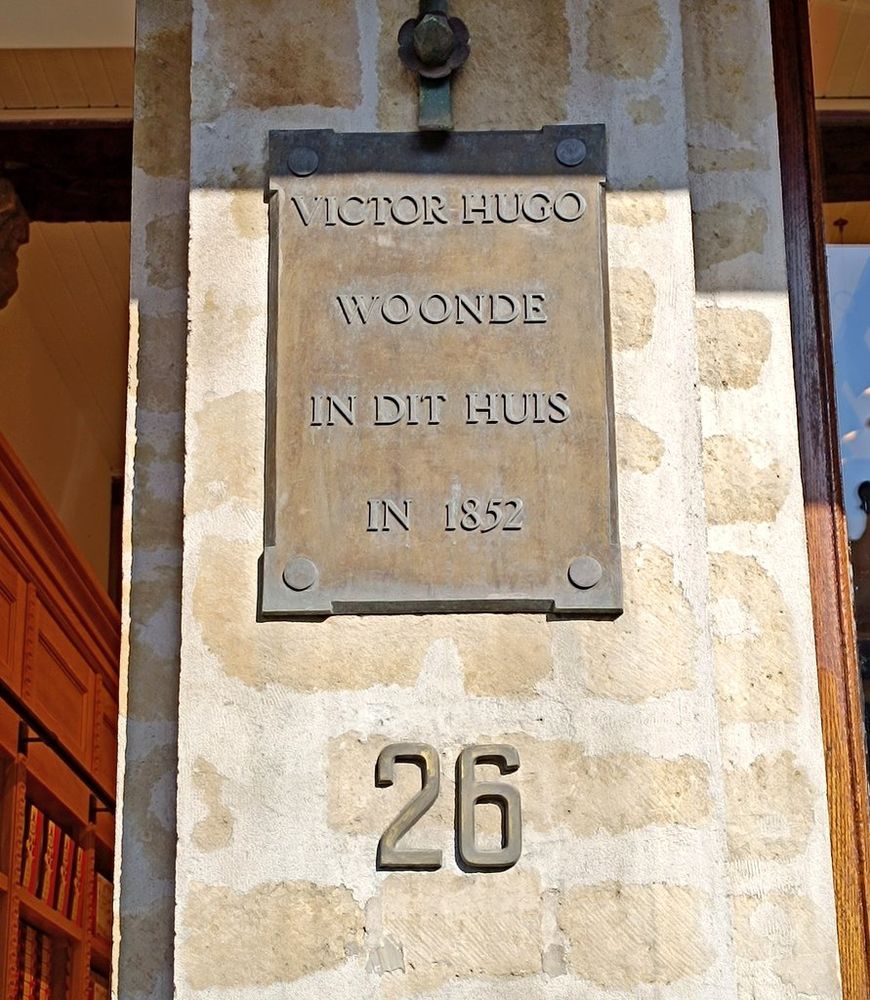 VICTOR HUGO
WOONDE
IN DIT HUIS
IN 1852
26